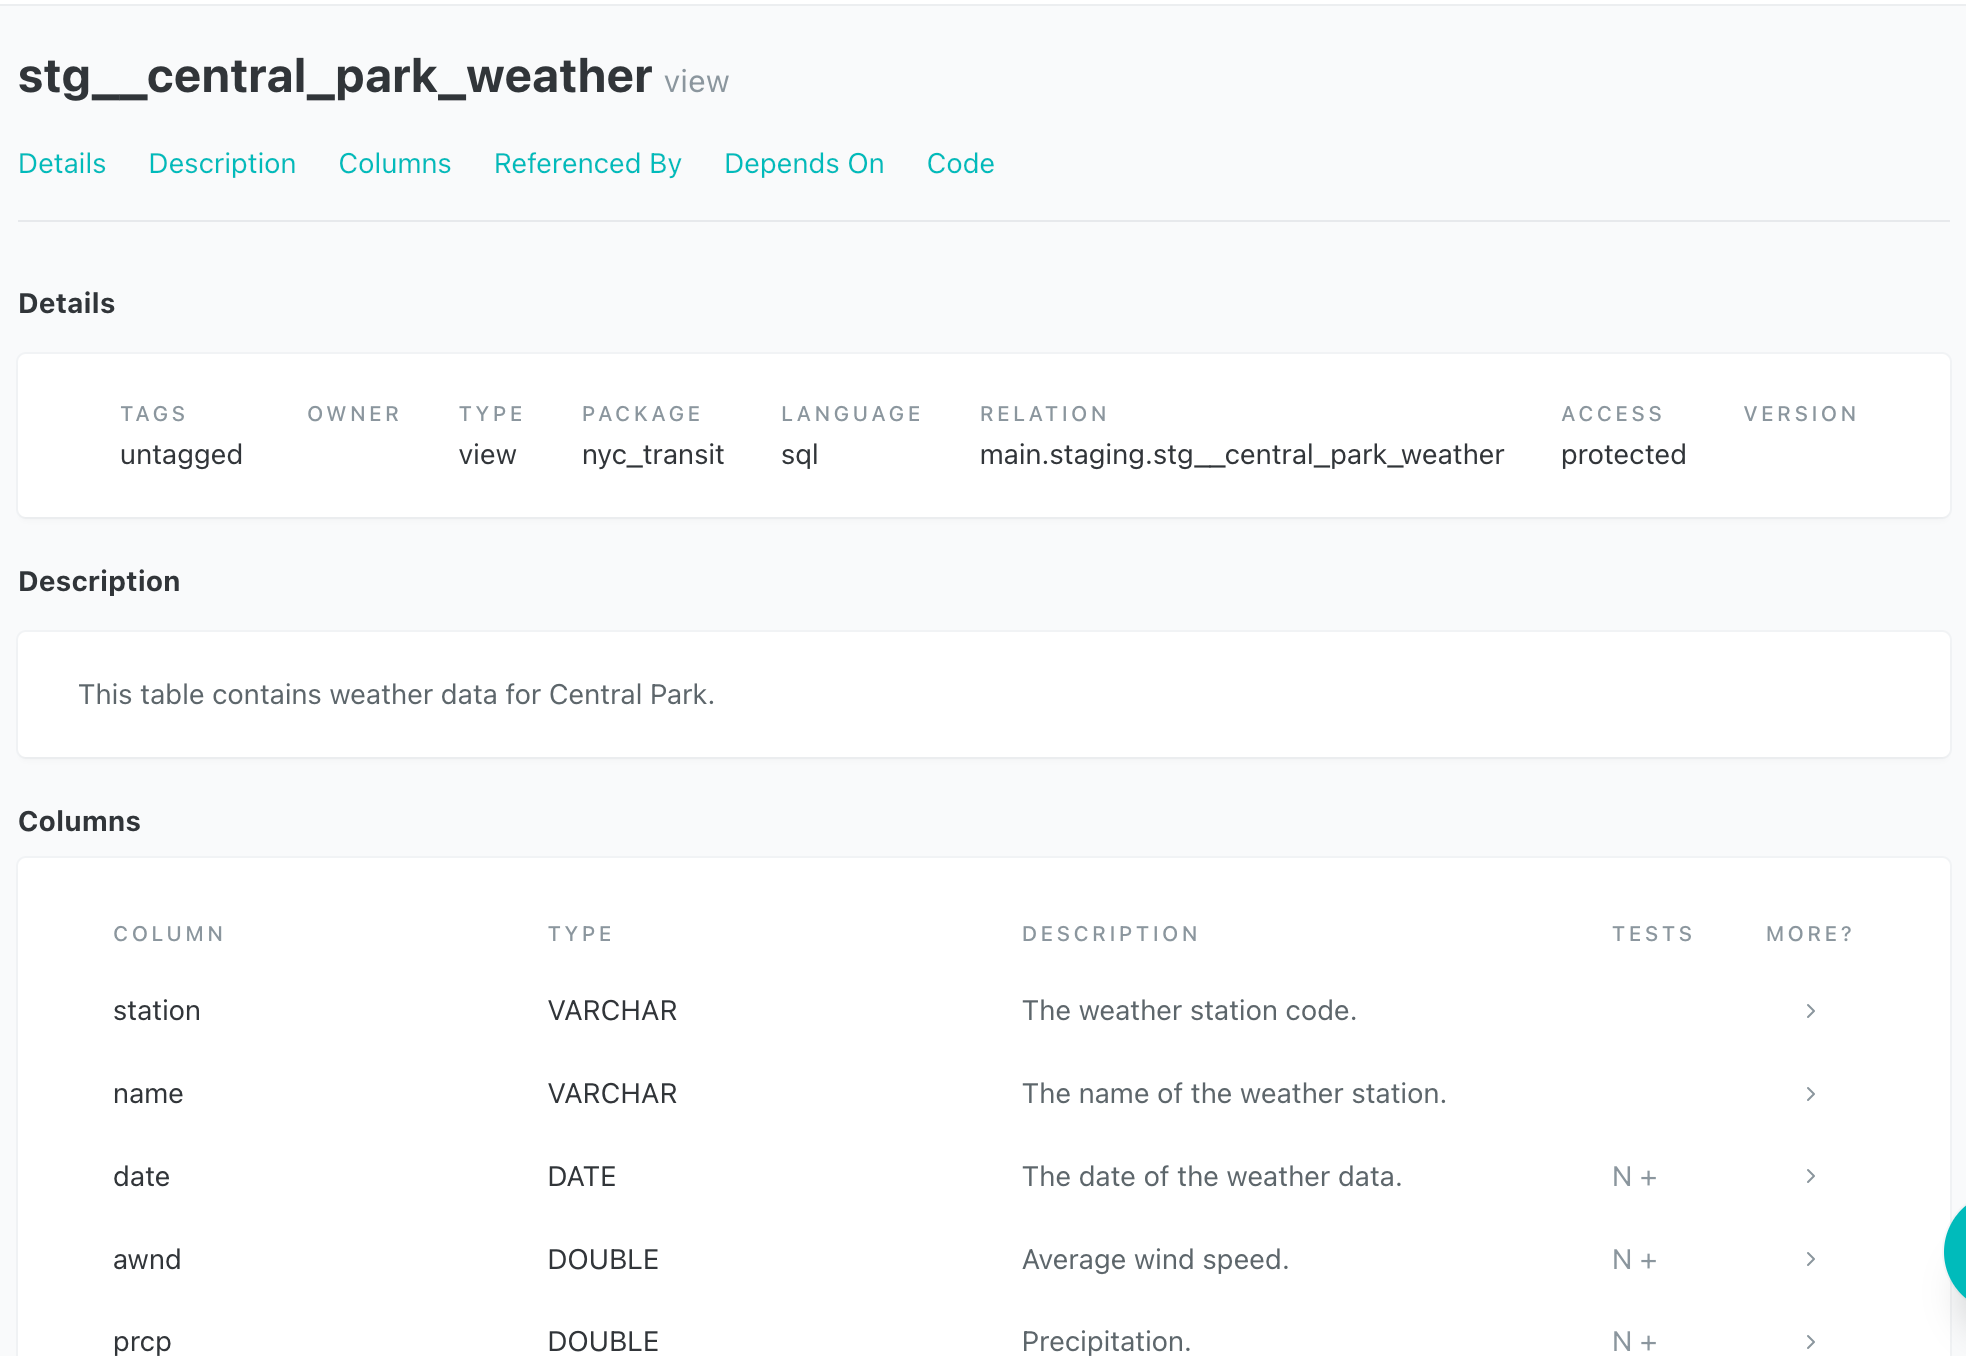 stg__central_park_weather view
Details Description Columns Referenced By Depends On Code
Details
TAGS OWNER TYPE PACKAGE LANGUAGE RELATION ACCESS VERSION
untagged view nyc_transit sql main.staging.stg__central_park_weather protected
Description
This table contains weather data for Central Park.
Columns
COLUMN TYPE DESCRIPTION TESTS MORE?
station VARCHAR The weather station code. >
name VARCHAR The name of the weather station. >
date DATE The date of the weather data. N + >
awnd DOUBLE Average wind speed. N + >
prcp DOUBLE Precipitation. N + >